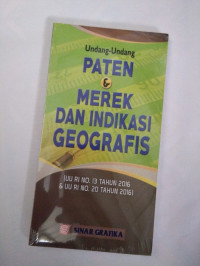 Undang-Undang
PATEN
&
MEREK
DAN INDIKASI
GEOGRAFIS
(UU RI NO. 13 TAHUN 2016
& UU RI NO. 20 TAHUN 2016)
SINAR GRAFIKA